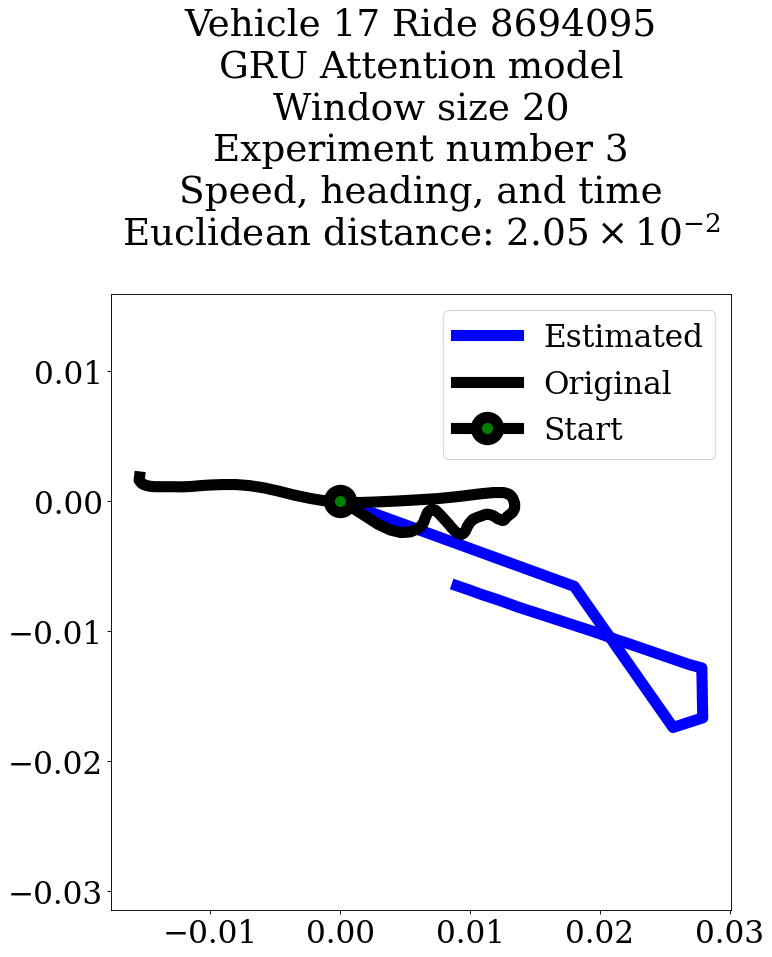 Vehicle 17 Ride 8694095
GRU Attention model
Window size 20
Experiment number 3
Speed, heading, and time
Euclidean distance: 2.05 × 10⁻²
Estimated
Original
Start
0.01
0.00
−0.01
−0.02
−0.03
−0.01 0.00 0.01 0.02 0.03